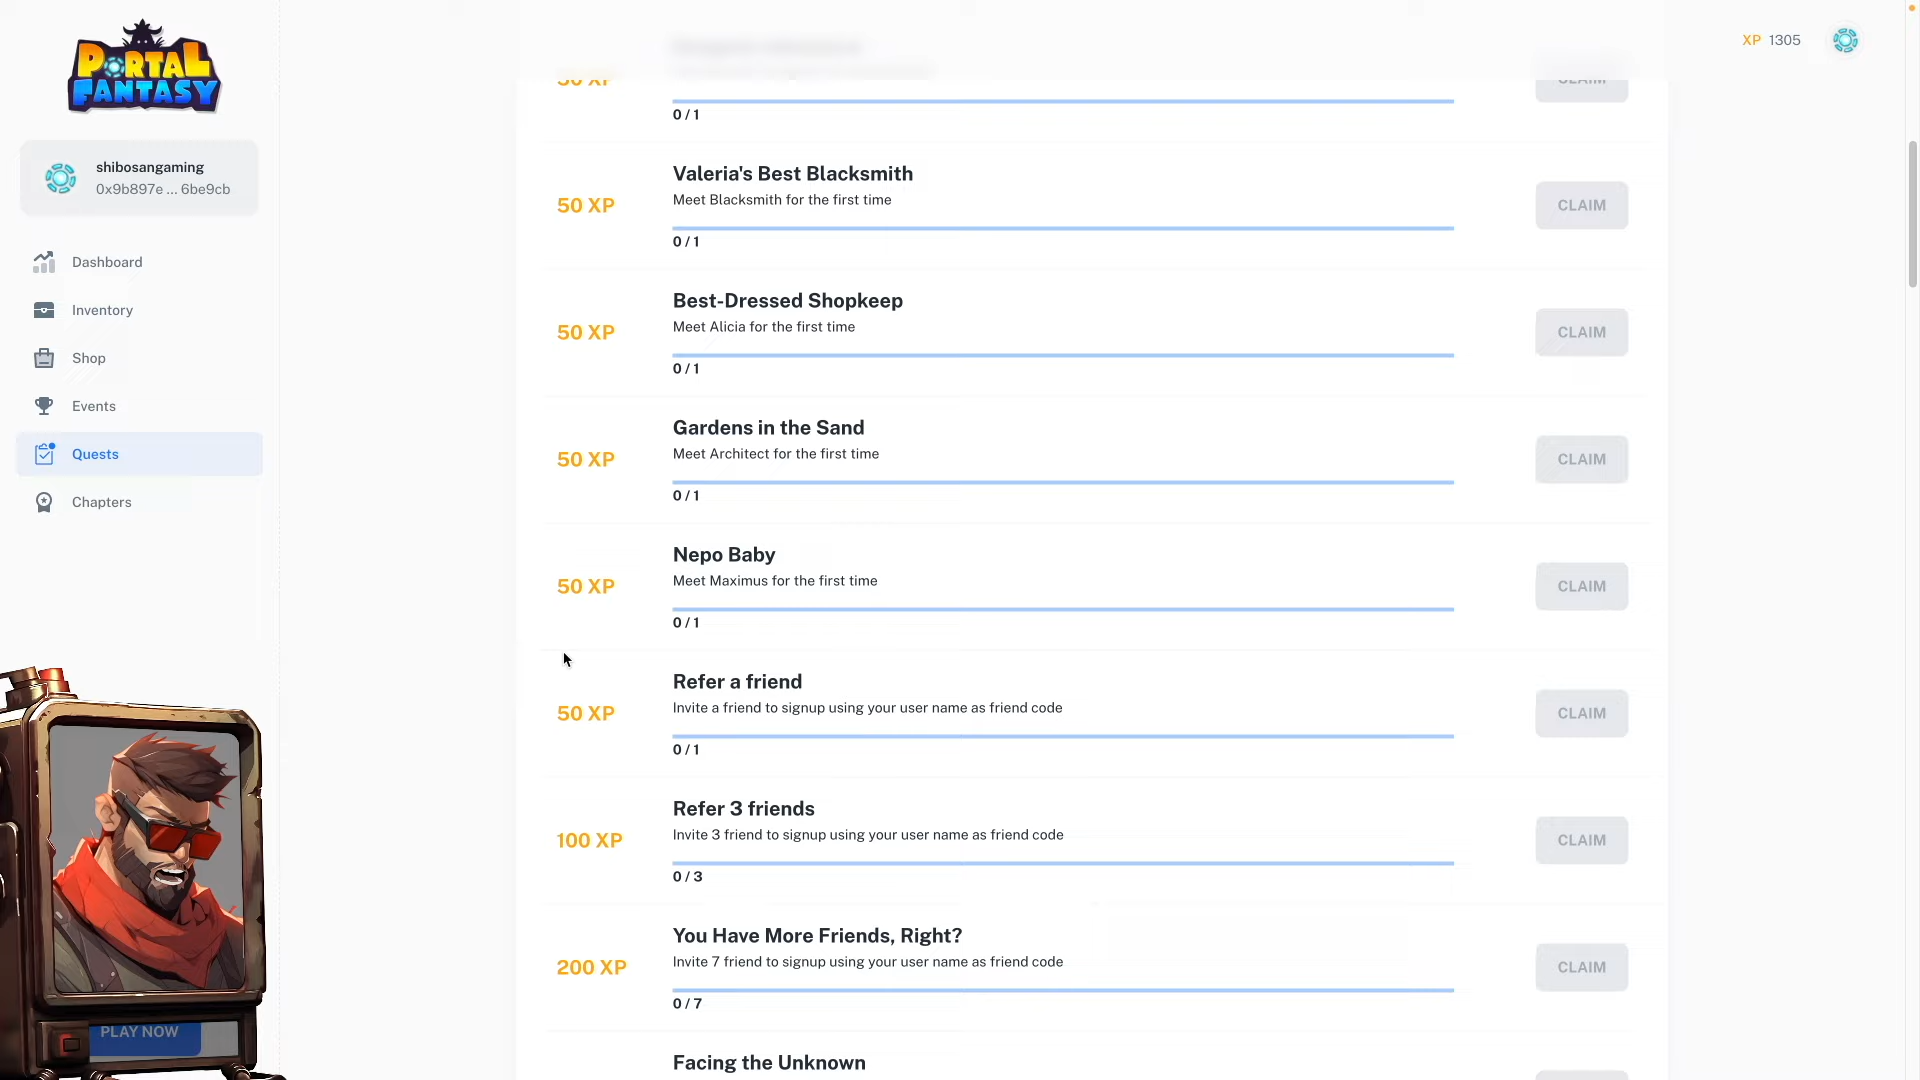 PORTAL
FANTASY
shibosangaming
0x9b897e ... 6be9cb
Dashboard
Inventory
Shop
Events
Quests
Chapters
PLAY NOW
XP 1305
50 XP
CLAIM
0 / 1
Valeria's Best Blacksmith
Meet Blacksmith for the first time
50 XP
CLAIM
0 / 1
Best-Dressed Shopkeep
Meet Alicia for the first time
50 XP
CLAIM
0 / 1
Gardens in the Sand
Meet Architect for the first time
50 XP
CLAIM
0 / 1
Nepo Baby
Meet Maximus for the first time
50 XP
CLAIM
0 / 1
Refer a friend
Invite a friend to signup using your user name as friend code
50 XP
CLAIM
0 / 1
Refer 3 friends
Invite 3 friend to signup using your user name as friend code
100 XP
CLAIM
0 / 3
You Have More Friends, Right?
Invite 7 friend to signup using your user name as friend code
200 XP
CLAIM
0 / 7
Facing the Unknown